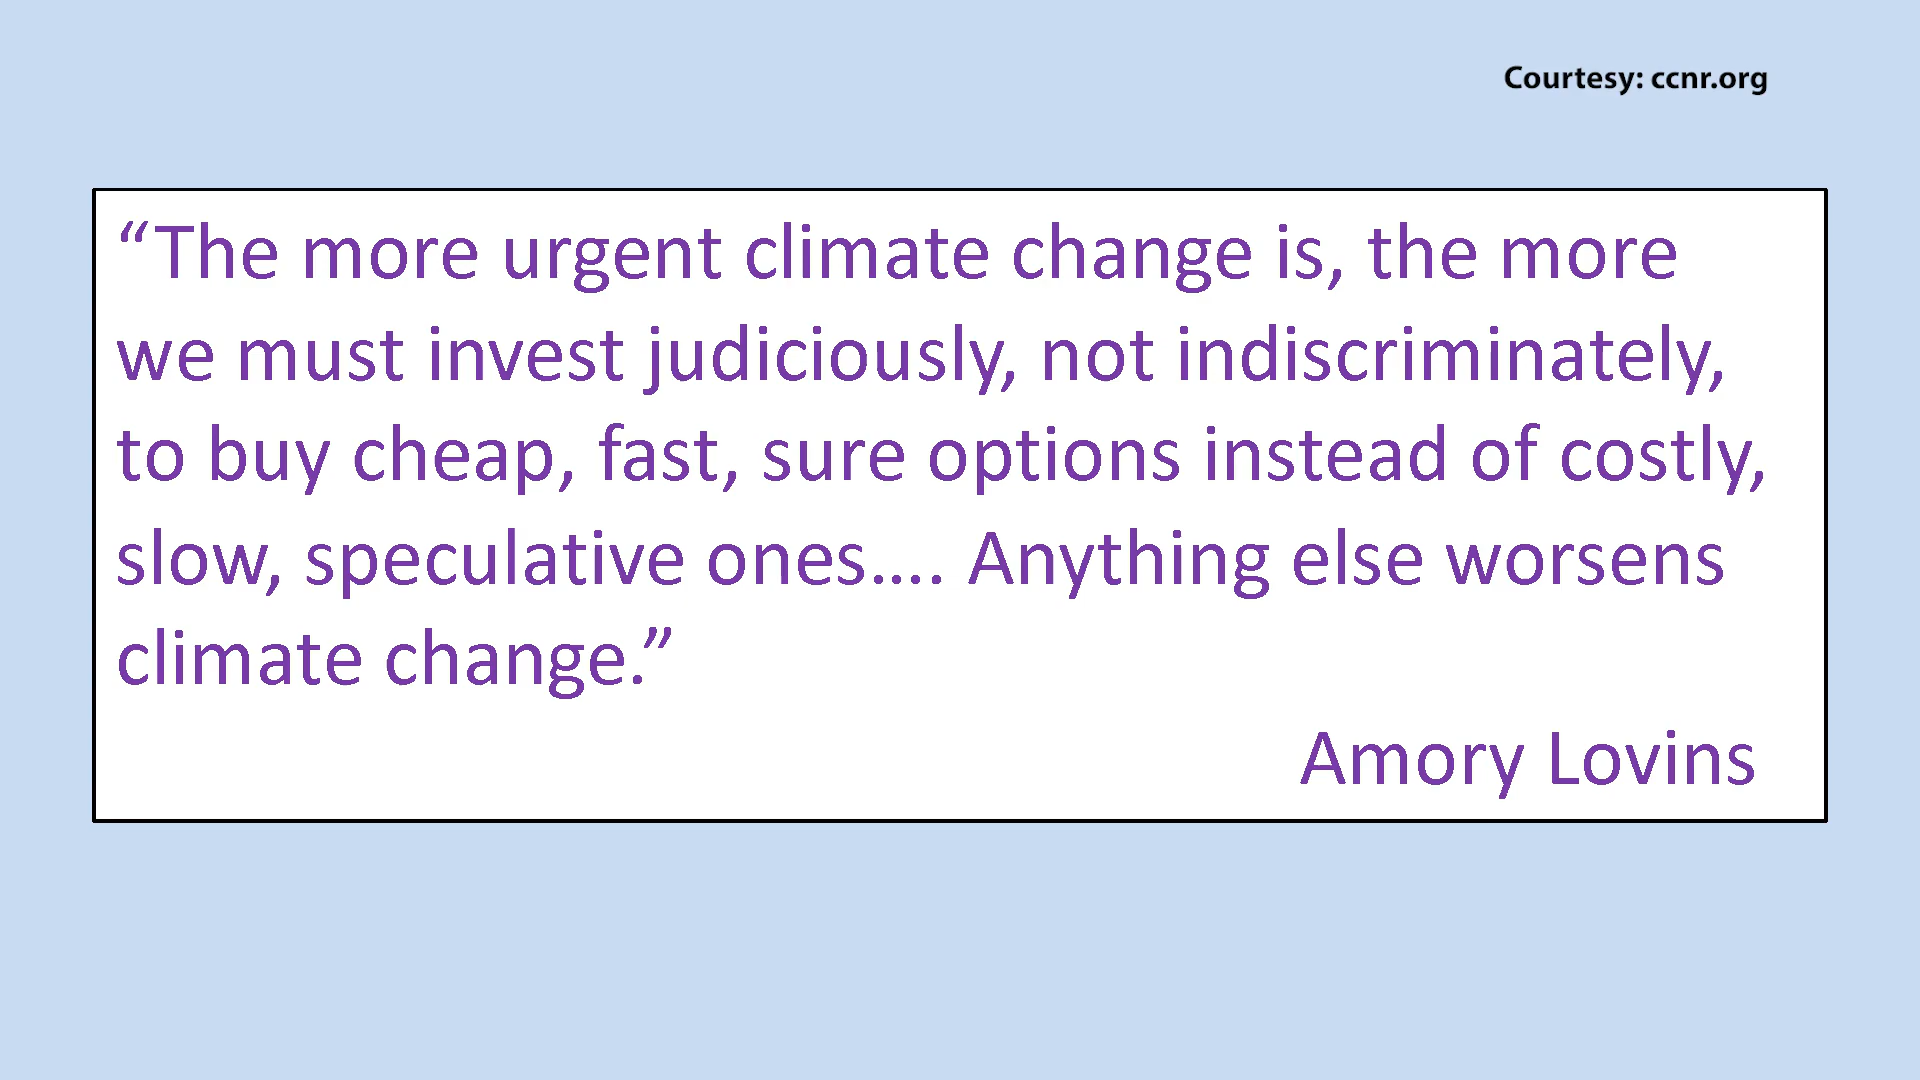 Courtesy: ccnr.org
“The more urgent climate change is, the more
we must invest judiciously, not indiscriminately,
to buy cheap, fast, sure options instead of costly,
slow, speculative ones…. Anything else worsens
climate change.”
Amory Lovins